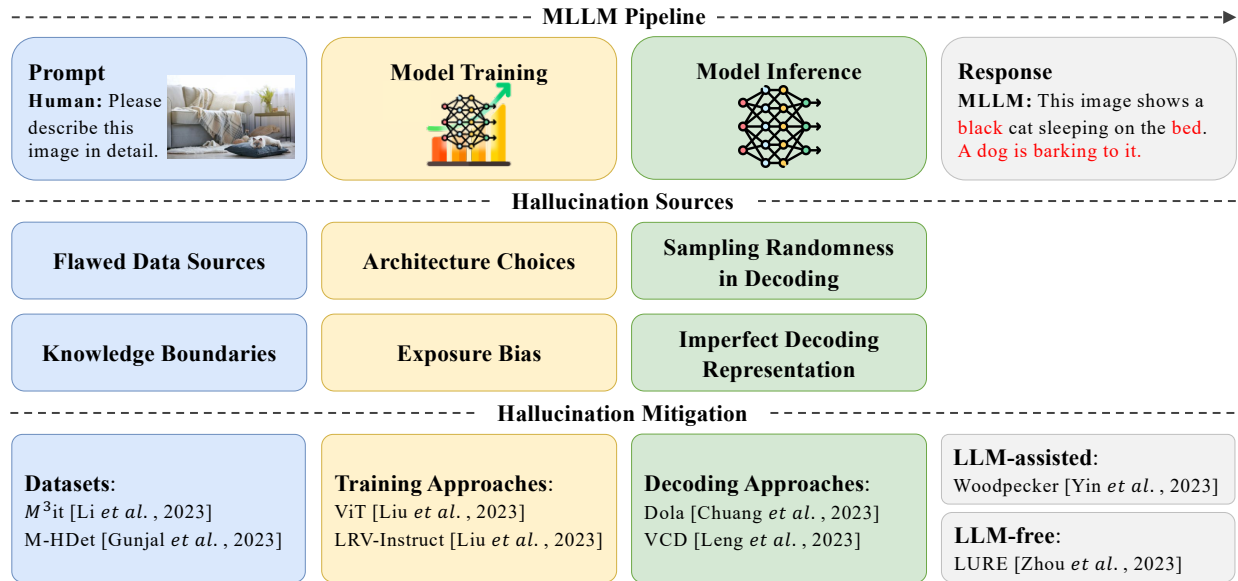 MLLM Pipeline
Prompt
Human: Please
describe this
image in detail.
Model Training
Model Inference
Response
MLLM: This image shows a
black cat sleeping on the bed.
A dog is barking to it.
Hallucination Sources
Flawed Data Sources
Architecture Choices
Sampling Randomness
in Decoding
Knowledge Boundaries
Exposure Bias
Imperfect Decoding
Representation
Hallucination Mitigation
Datasets:
M³it [Li et al., 2023]
M-HDet [Gunjal et al., 2023]
Training Approaches:
ViT [Liu et al., 2023]
LRV-Instruct [Liu et al., 2023]
Decoding Approaches:
Dola [Chuang et al., 2023]
VCD [Leng et al., 2023]
LLM-assisted:
Woodpecker [Yin et al., 2023]
LLM-free:
LURE [Zhou et al., 2023]